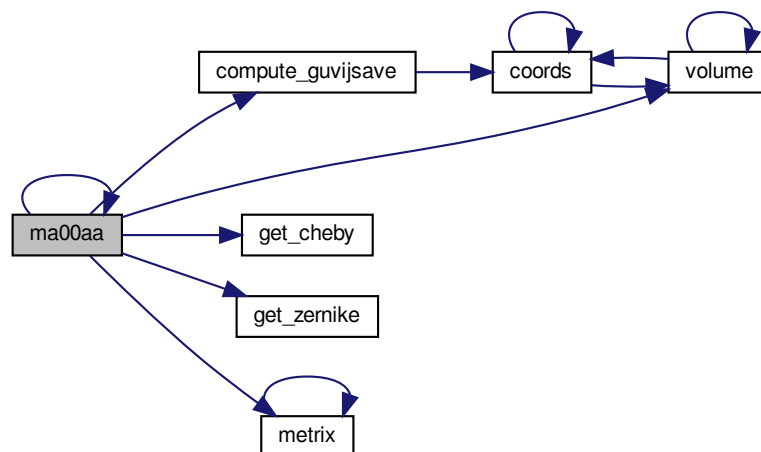 compute_guvijsave
coords
volume
ma00aa
get_cheby
get_zernike
metrix